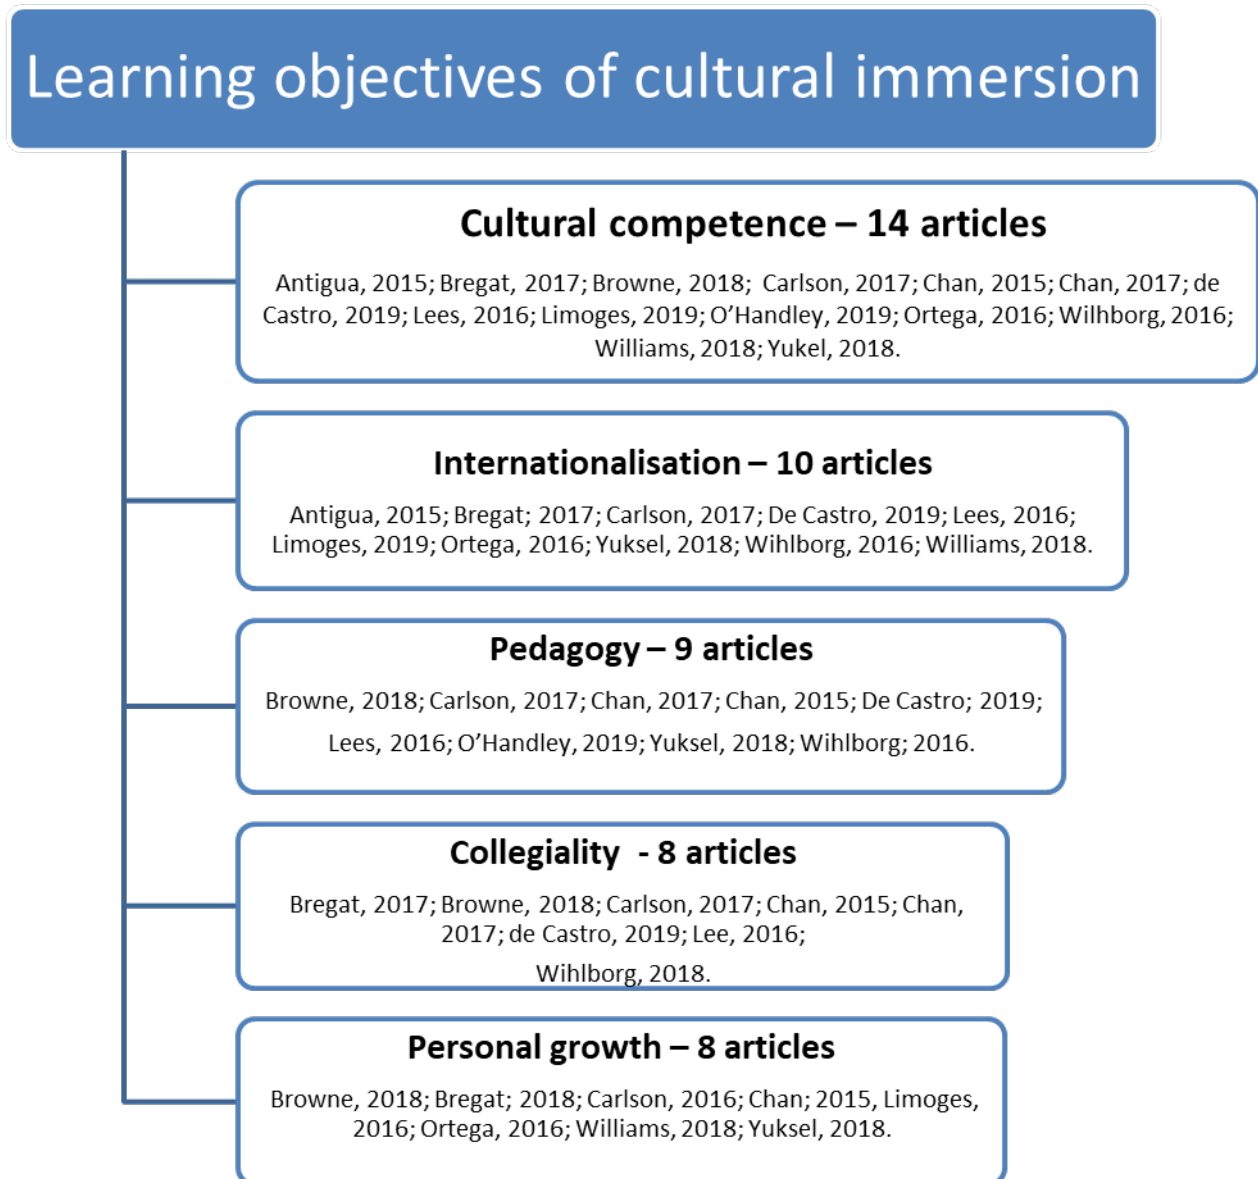 Learning objectives of cultural immersion
Cultural competence – 14 articles
Antigua, 2015; Bregat, 2017; Browne, 2018; Carlson, 2017; Chan, 2015; Chan, 2017; de
Castro, 2019; Lees, 2016; Limoges, 2019; O’Handley, 2019; Ortega, 2016; Wilhborg, 2016;
Williams, 2018; Yukel, 2018.
Internationalisation – 10 articles
Antigua, 2015; Bregat; 2017; Carlson, 2017; De Castro, 2019; Lees, 2016;
Limoges, 2019; Ortega, 2016; Yuksel, 2018; Wihlborg, 2016; Williams, 2018.
Pedagogy – 9 articles
Browne, 2018; Carlson, 2017; Chan, 2017; Chan, 2015; De Castro; 2019;
Lees, 2016; O’Handley, 2019; Yuksel, 2018; Wihlborg; 2016.
Collegiality - 8 articles
Bregat, 2017; Browne, 2018; Carlson, 2017; Chan, 2015; Chan,
2017; de Castro, 2019; Lee, 2016;
Wihlborg, 2018.
Personal growth – 8 articles
Browne, 2018; Bregat; 2018; Carlson, 2016; Chan; 2015, Limoges,
2016; Ortega, 2016; Williams, 2018; Yuksel, 2018.